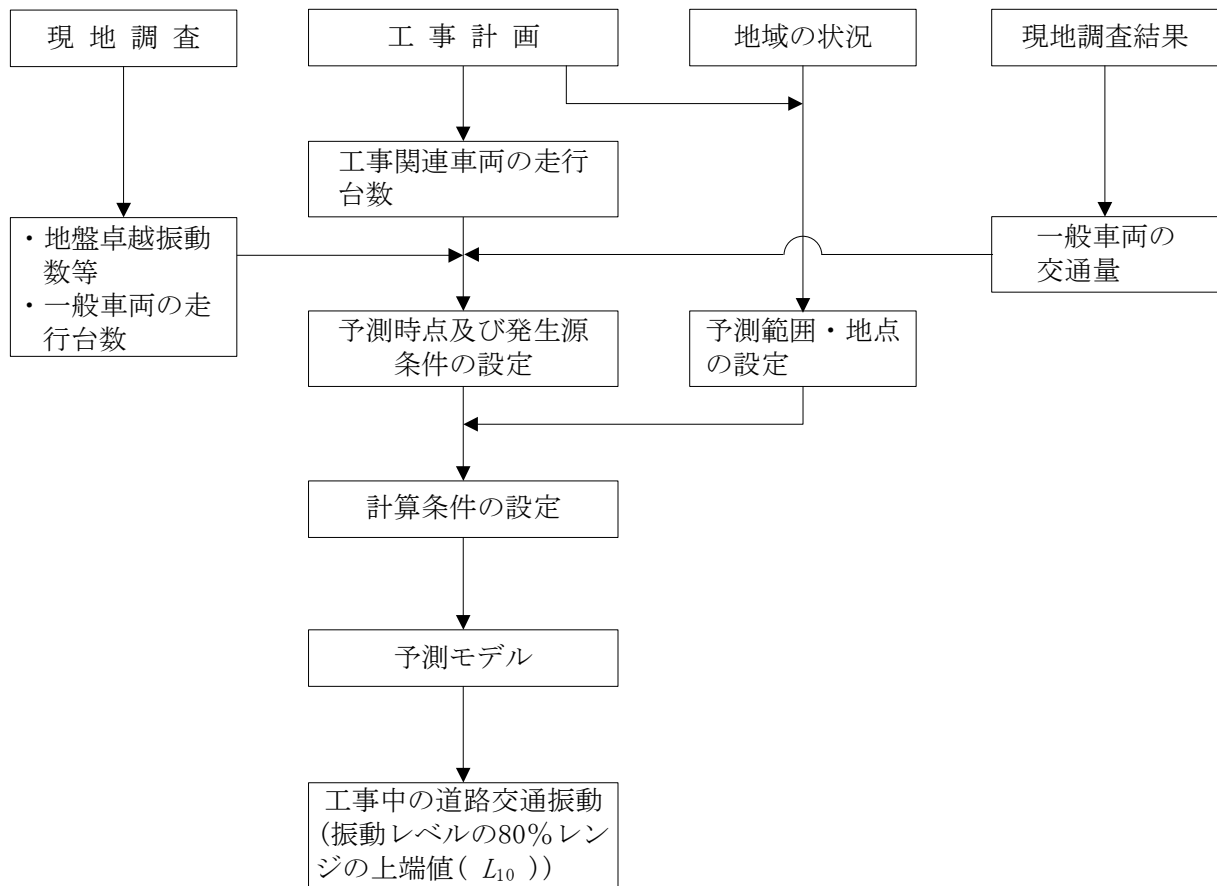 現 地 調 査
工 事 計 画
地域の状況
現地調査結果
工事関連車両の走行
台数
・地盤卓越振動
数等
・一般車両の走
行台数
一般車両の
交通量
予測時点及び発生源
条件の設定
予測範囲・地点
の設定
計算条件の設定
予測モデル
工事中の道路交通振動
(振動レベルの80%レン
ジの上端値( L10 ))